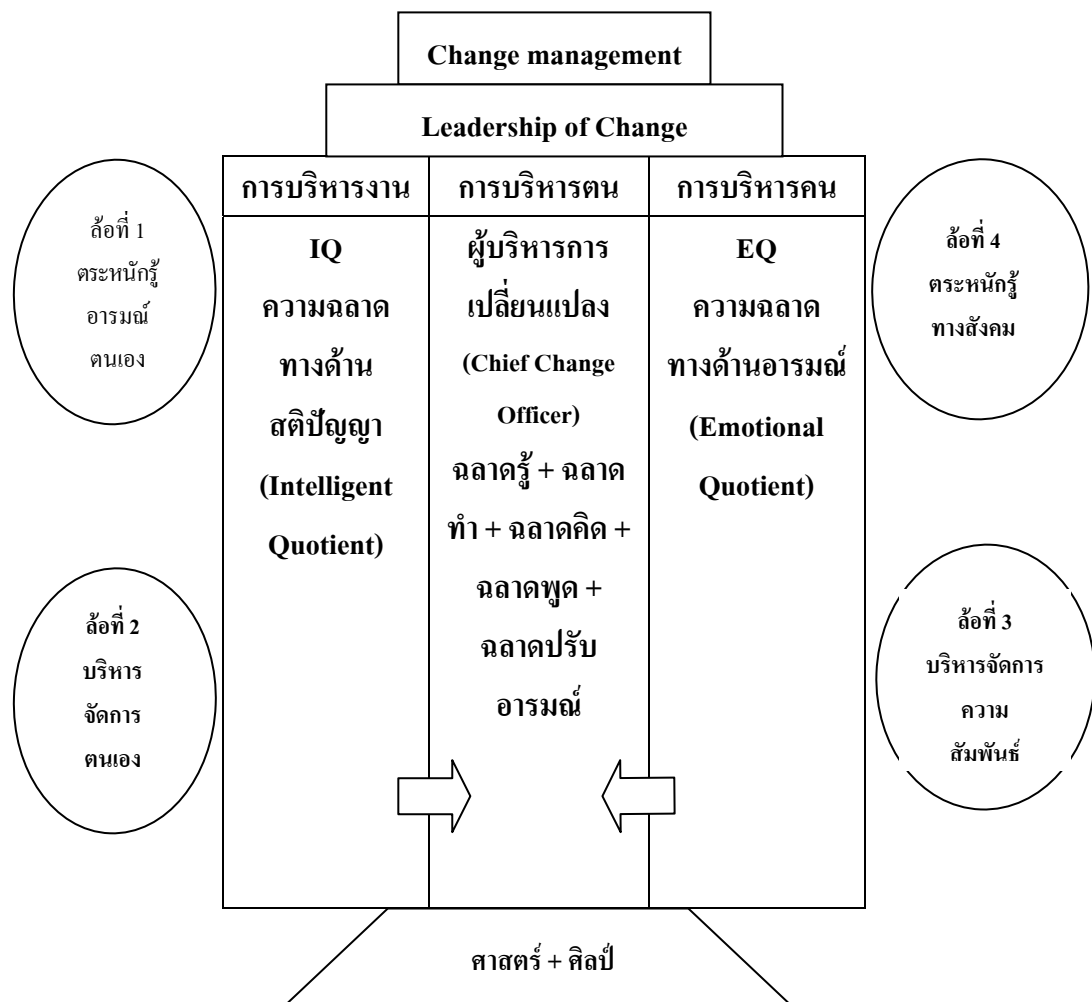 Change management
Leadership of Change
การบริหารงาน
การบริหารตน
การบริหารคน
ล้อที่ 1
ตระหนักรู้
อารมณ์
ตนเอง
ล้อที่ 2
บริหาร
จัดการ
ตนเอง
IQ
ความฉลาด
ทางด้าน
สติปัญญา
(Intelligent
Quotient)
ผู้บริหารการ
เปลี่ยนแปลง
(Chief Change
Officer)
ฉลาดรู้ + ฉลาด
ทำ + ฉลาดคิด +
ฉลาดพูด +
ฉลาดปรับ
อารมณ์
EQ
ความฉลาด
ทางด้านอารมณ์
(Emotional
Quotient)
ล้อที่ 4
ตระหนักรู้
ทางสังคม
ล้อที่ 3
บริหารจัดการ
ความ
สัมพันธ์
ศาสตร์ + ศิลป์